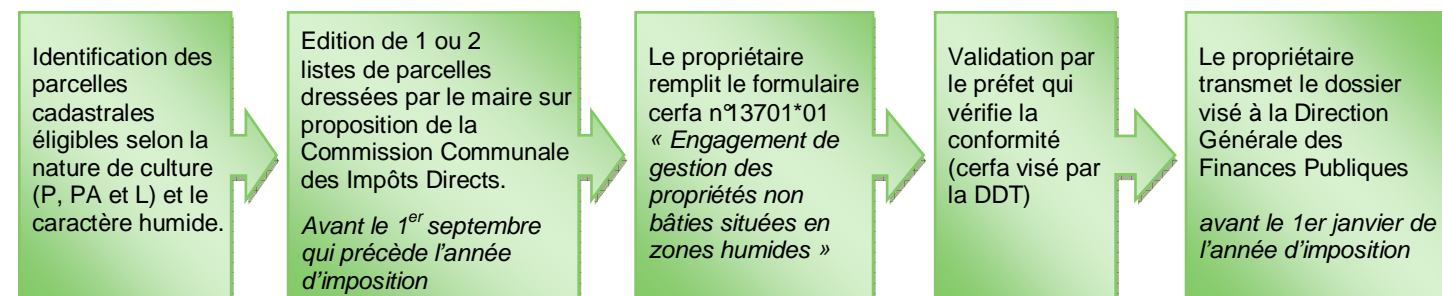 Identification des
parcelles
cadastrales
éligibles selon la
nature de culture
(P, PA et L) et le
caractère humide.
Edition de 1 ou 2
listes de parcelles
dressées par le maire sur
proposition de la
Commission Communale
des Impôts Directs.
Avant le 1er septembre
qui précède l'année
d'imposition
Le propriétaire
remplit le formulaire
cerfa n°13701*01
« Engagement de
gestion des
propriétés non
bâties situées en
zones humides »
Validation par
le préfet qui
vérifie la
conformité
(cerfa visé par
la DDT)
Le propriétaire
transmet le dossier
visé à la Direction
Générale des
Finances Publiques
avant le 1er janvier de
l'année d'imposition